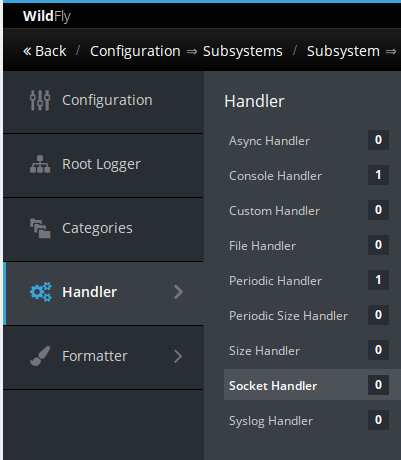 WildFly
« Back / Configuration ⇒ Subsystems / Subsystem ⇒
Configuration
Root Logger
Categories
Handler
Formatter
Handler
Async Handler 0
Console Handler 1
Custom Handler 0
File Handler 0
Periodic Handler 1
Periodic Size Handler 0
Size Handler 0
Socket Handler 0
Syslog Handler 0